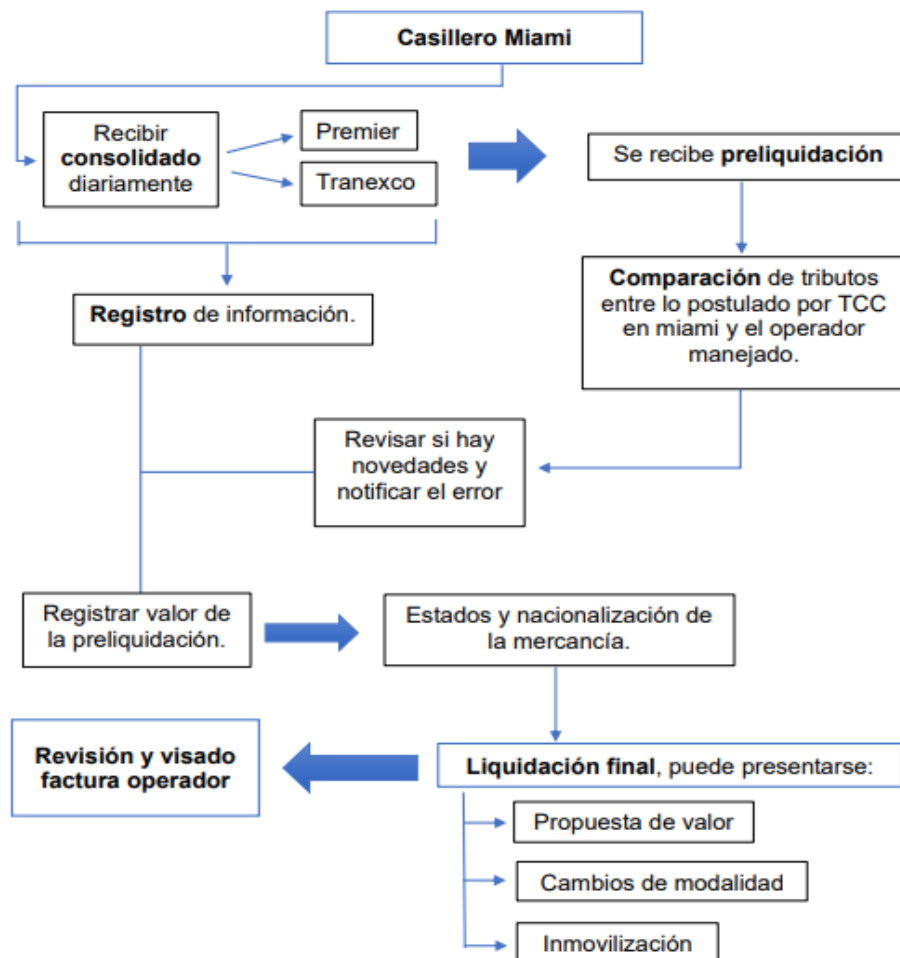 Casillero Miami
Recibir
consolidado
diariamente
Premier
Tranexco
Se recibe preliquidación
Comparación de tributos
entre lo postulado por TCC
en miami y el operador
manejado.
Registro de información.
Revisar si hay
novedades y
notificar el error
Registrar valor de
la preliquidación.
Estados y nacionalización de
la mercancía.
Liquidación final, puede presentarse:
Revisión y visado
factura operador
Propuesta de valor
Cambios de modalidad
Inmovilización